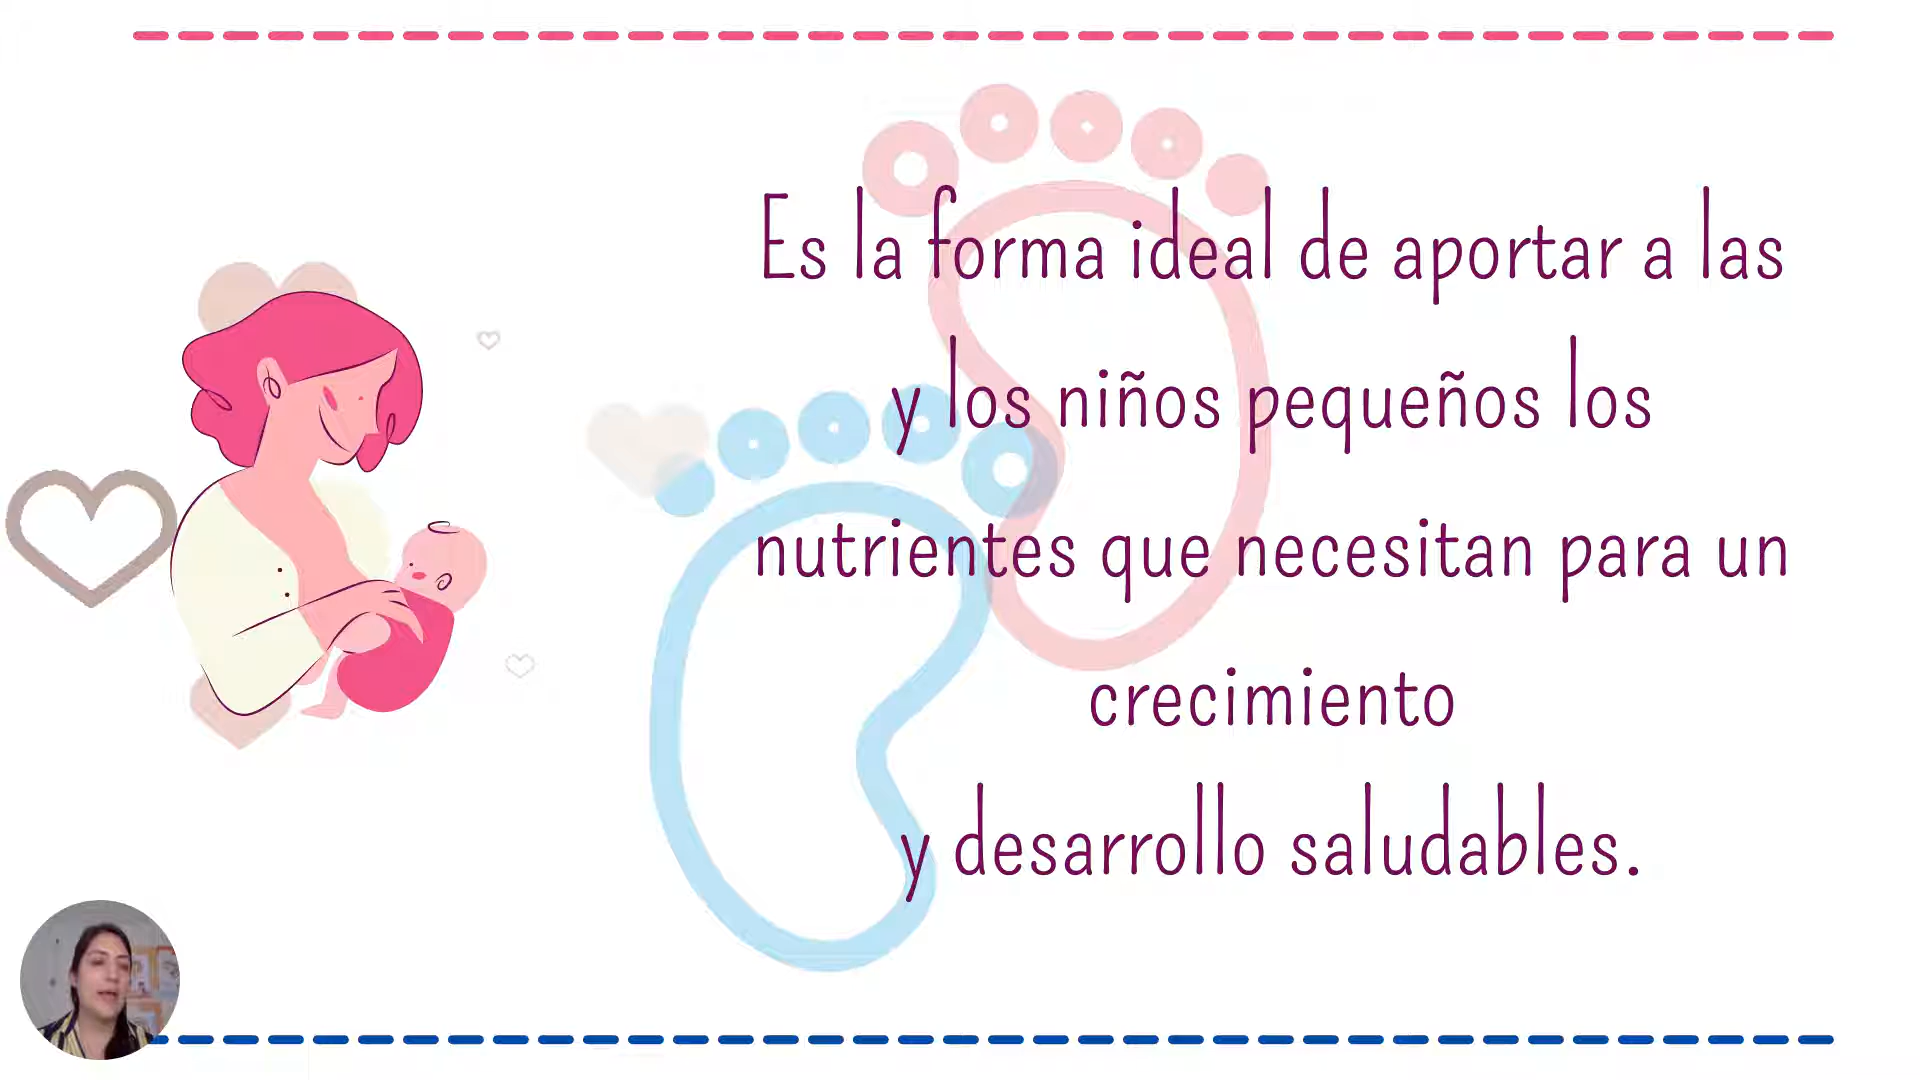 Es la forma ideal de aportar a las
y los niños pequeños los
nutrientes que necesitan para un
crecimiento
y desarrollo saludables.